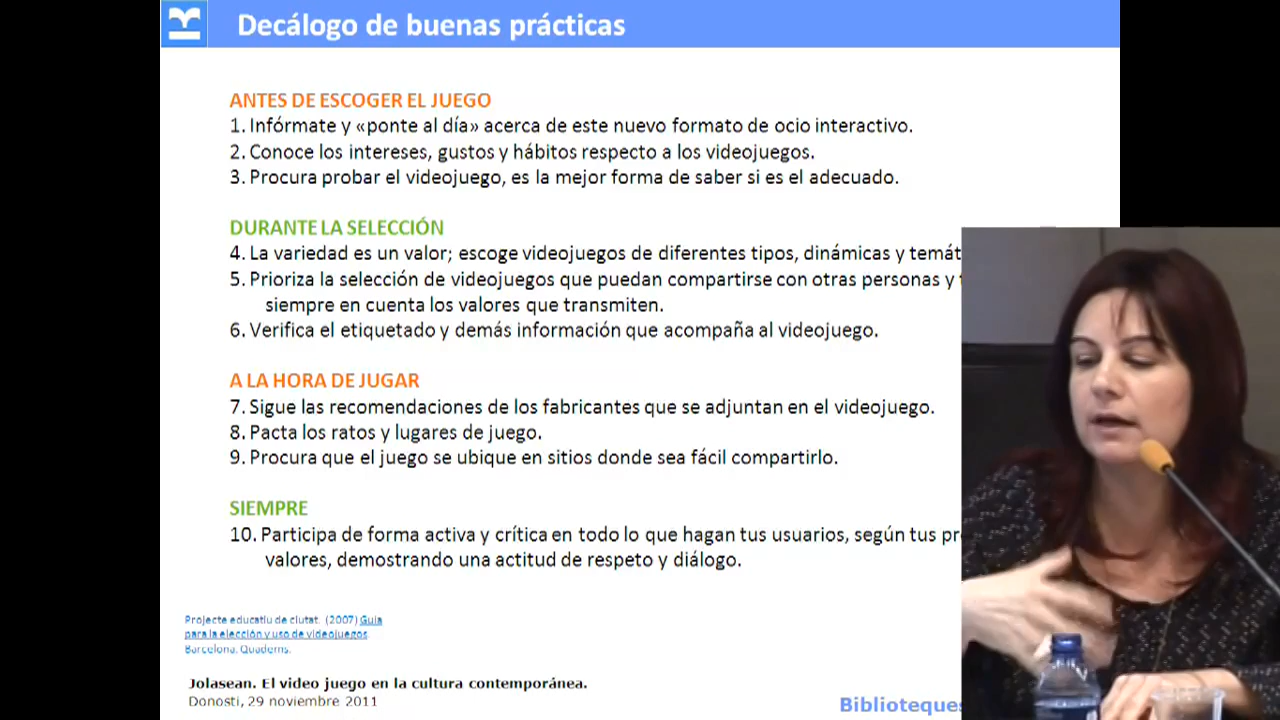 Decálogo de buenas prácticas
ANTES DE ESCOGER EL JUEGO
1. Infórmate y «ponte al día» acerca de este nuevo formato de ocio interactivo.
2. Conoce los intereses, gustos y hábitos respecto a los videojuegos.
3. Procura probar el videojuego, es la mejor forma de saber si es el adecuado.
DURANTE LA SELECCIÓN
4. La variedad es un valor; escoge videojuegos de diferentes tipos, dinámicas y temát
5. Prioriza la selección de videojuegos que puedan compartirse con otras personas y
siempre en cuenta los valores que transmiten.
6. Verifica el etiquetado y demás información que acompaña al videojuego.
A LA HORA DE JUGAR
7. Sigue las recomendaciones de los fabricantes que se adjuntan en el videojuego.
8. Pacta los ratos y lugares de juego.
9. Procura que el juego se ubique en sitios donde sea fácil compartirlo.
SIEMPRE
10. Participa de forma activa y crítica en todo lo que hagan tus usuarios, según tus pr
valores, demostrando una actitud de respeto y diálogo.
Projecte educatiu de ciutat. (2007) Guia
para la elección y uso de videojuegos
Barcelona. Quaderns.
Jolasean. El video juego en la cultura contemporánea.
Donosti, 29 noviembre 2011
Biblioteques